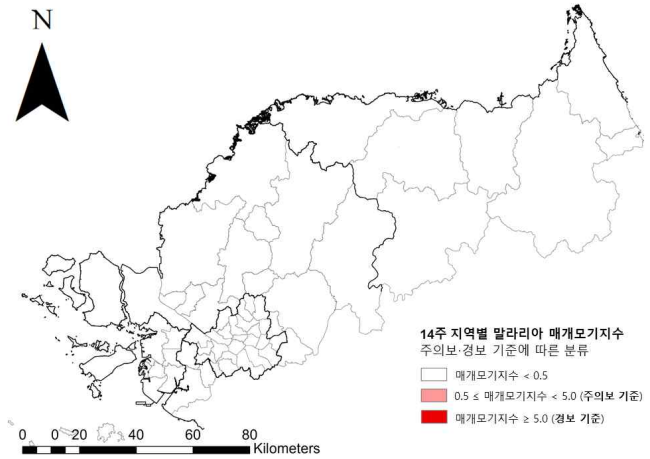 N
14주 지역별 말라리아 매개모기지수
주의보·경보 기준에 따른 분류
매개모기지수 < 0.5
0.5 ≤ 매개모기지수 < 5.0 (주의보 기준)
매개모기지수 ≥ 5.0 (경보 기준)
0 0 20 40 60 80
Kilometers